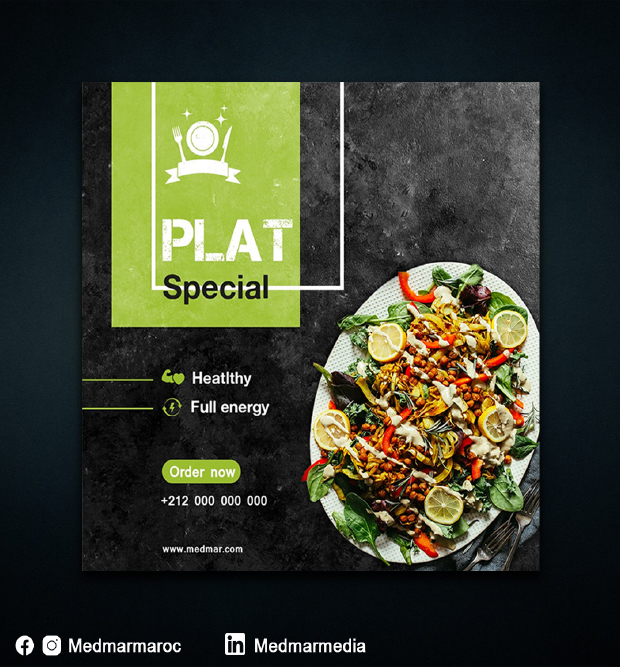 PLAT
Special
Heatlthy
Full energy
Order now
+212 000 000 000
www.medmar.com
Medmarmaroc
Medmarmedia